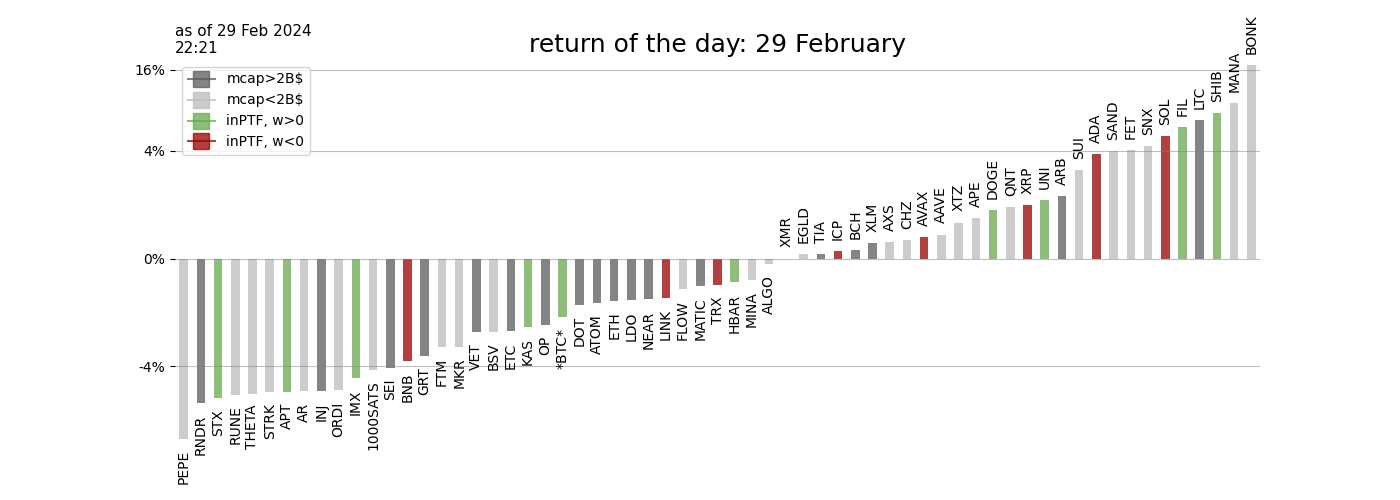 as of 29 Feb 2024
22:21
return of the day: 29 February
mcap>2B$
mcap<2B$
inPTF, w>0
inPTF, w<0
16%
4%
0%
-4%
PEPE
RNDR
STX
RUNE
THETA
STRK
APT
AR
INJ
ORDI
IMX
1000SATS
SEI
BNB
GRT
FTM
MKR
VET
BSV
ETC
KAS
OP
*BTC*
DOT
ATOM
ETH
LDO
NEAR
LINK
FLOW
MATIC
TRX
HBAR
MINA
ALGO
XMR
EGLD
TIA
ICP
BCH
XLM
AXS
CHZ
AVAX
AAVE
XTZ
APE
DOGE
QNT
XRP
UNI
ARB
SUI
ADA
SAND
FET
SNX
SOL
FIL
LTC
SHIB
MANA
BONK